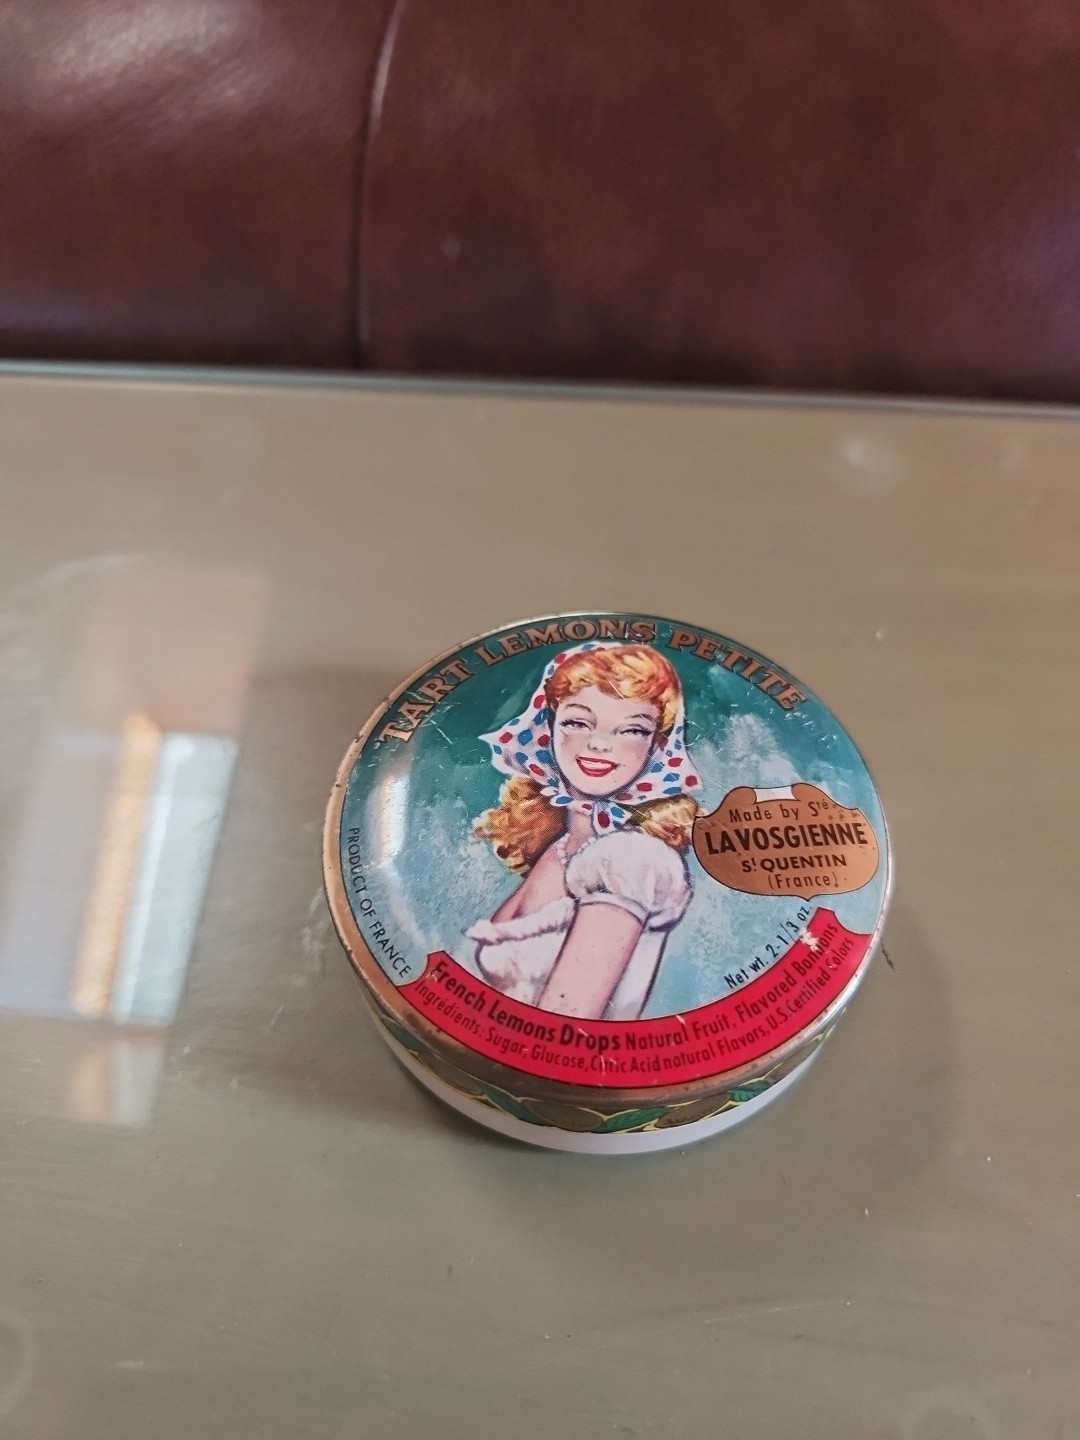 TART LEMONS PETITE
Made by Sté
LAVOSGIENNE
St QUENTIN
(France)
PRODUCT OF FRANCE
Net wt. 2-1/3 oz.
French Lemons Drops Natural Fruit, Flavored Bonbons
Ingrédients: Sugar, Glucose, Citric Acid natural Flavors, U.S. Certified Colors